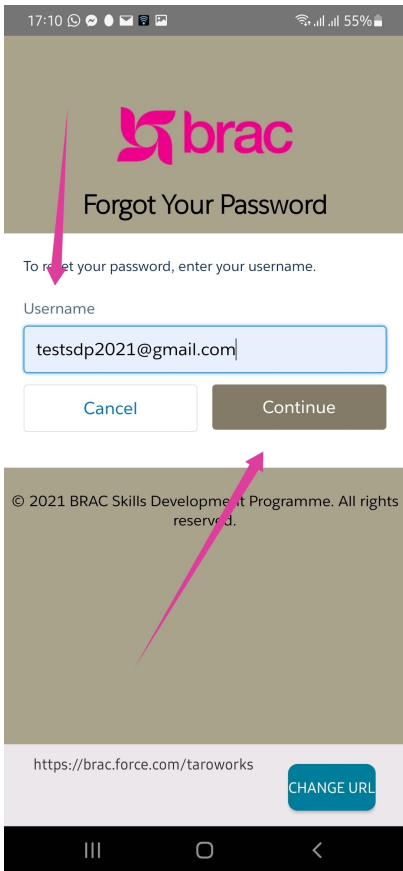 17:10 55%
brac
Forgot Your Password
To reset your password, enter your username.
Username
testsdp2021@gmail.com
Cancel Continue
© 2021 BRAC Skills Development Programme. All rights
reserved.
https://brac.force.com/taroworks
CHANGE URL